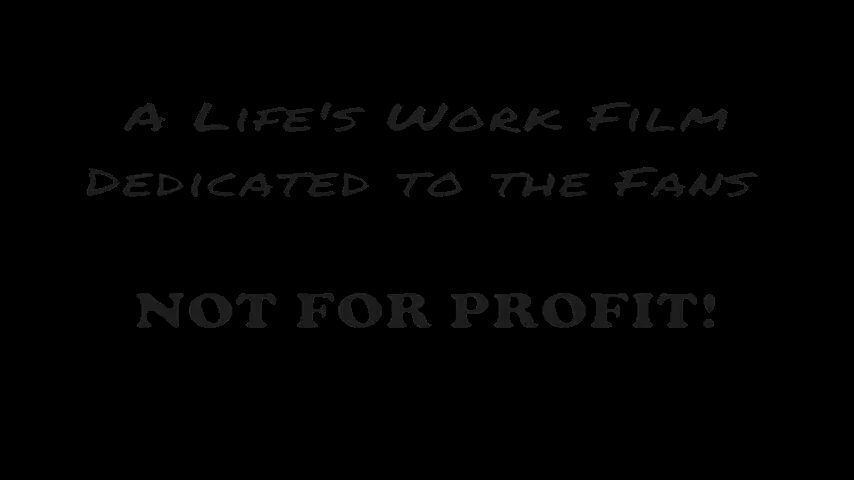 A Life's Work Film
Dedicated to the Fans
NOT FOR PROFIT!